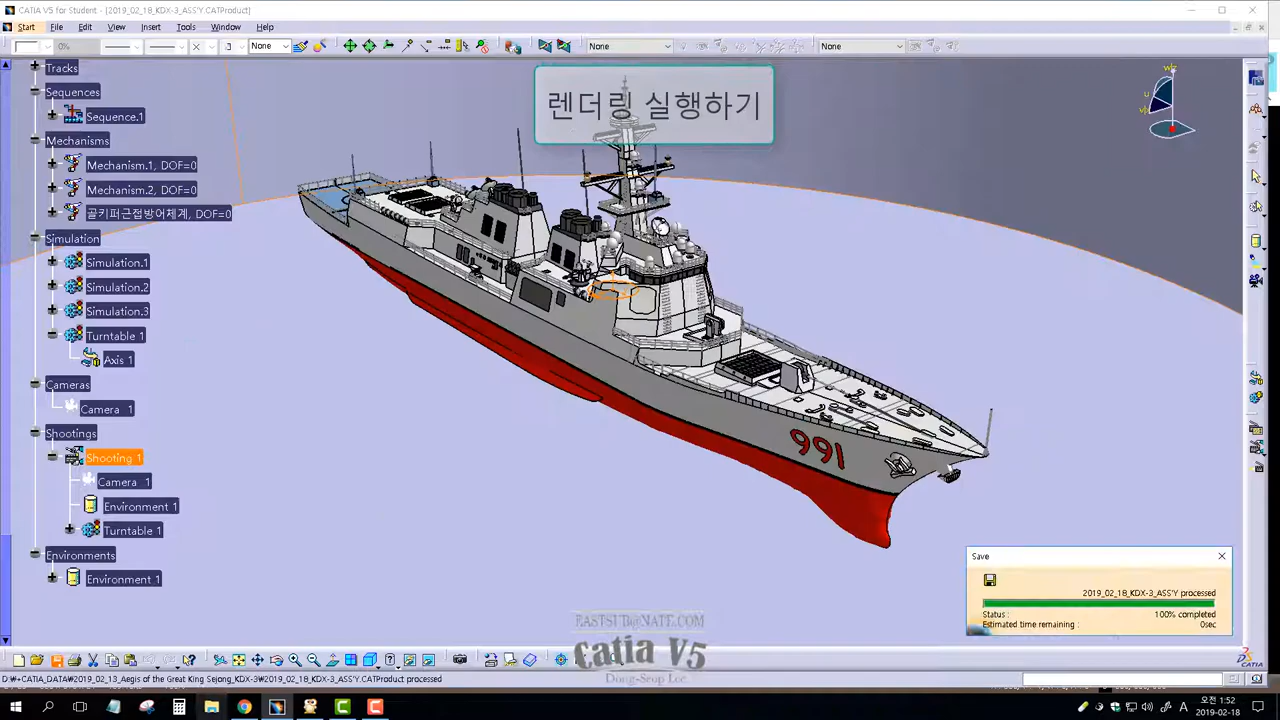 CATIA V5 for Student - [2019_02_18_KDX-3_ASS'Y.CATProduct]
Start File Edit View Insert Tools Window Help
0% .3 None None None
렌더링 실행하기
Tracks
Sequences
Sequence.1
Mechanisms
Mechanism.1, DOF=0
Mechanism.2, DOF=0
골키퍼근접방어체계, DOF=0
Simulation
Simulation.1
Simulation.2
Simulation.3
Turntable 1
Axis 1
Cameras
Camera 1
Shootings
Shooting 1
Camera 1
Environment 1
Turntable 1
Environments
Environment 1
991
Save
2019_02_18_KDX-3_ASS'Y processed
Status : 100% completed
Estimated time remaining : 0sec
EASTSUB@NATE.COM
Catia V5
Dong-Seop Lee.
CATIA
D:₩+CATIA_DATA₩2019_02_13_Aegis of the Great King Sejong_KDX-3₩2019_02_18_KDX-3_ASS'Y.CATProduct processed
A 오전 1:52
2019-02-18